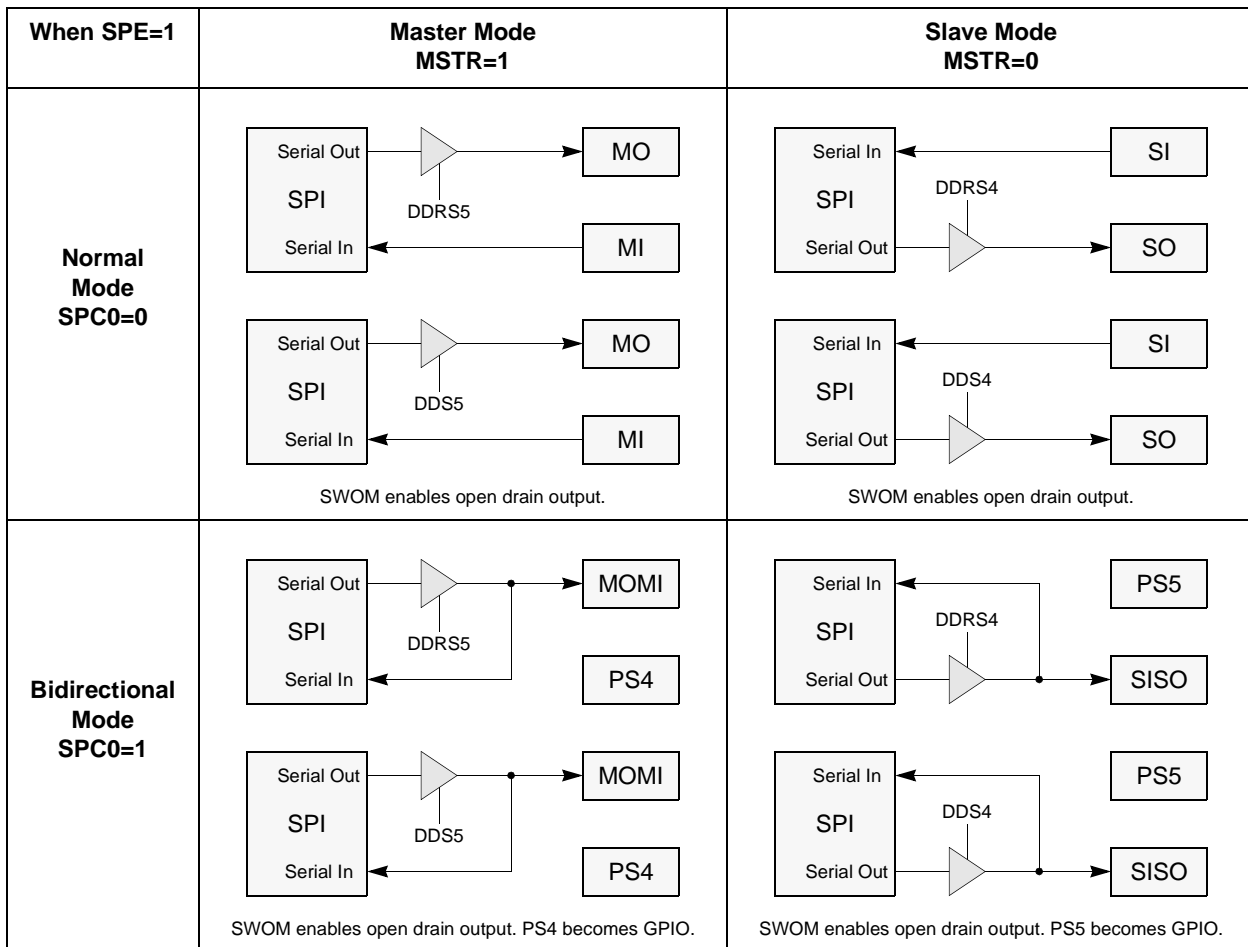 When SPE=1
Master Mode
MSTR=1
Slave Mode
MSTR=0
Normal
Mode
SPC0=0
Serial Out
SPI
Serial In
DDRS5
MO
MI
Serial Out
SPI
Serial In
DDS5
MO
MI
SWOM enables open drain output.
Serial In
SPI
Serial Out
DDRS4
SI
SO
Serial In
SPI
Serial Out
DDS4
SI
SO
SWOM enables open drain output.
Bidirectional
Mode
SPC0=1
Serial Out
SPI
Serial In
DDRS5
MOMI
PS4
Serial Out
SPI
Serial In
DDS5
MOMI
PS4
SWOM enables open drain output. PS4 becomes GPIO.
Serial In
SPI
Serial Out
DDRS4
PS5
SISO
Serial In
SPI
Serial Out
DDS4
PS5
SISO
SWOM enables open drain output. PS5 becomes GPIO.